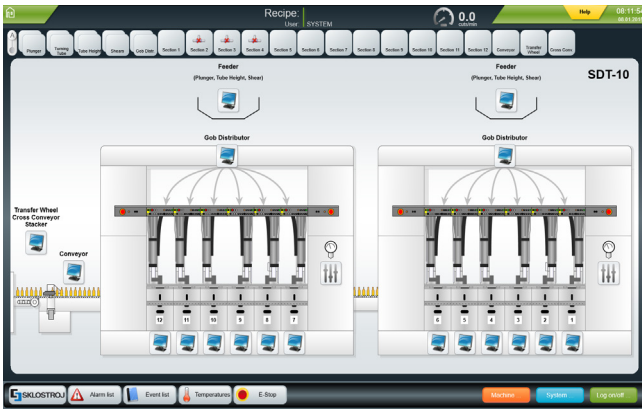 Recipe:
User: SYSTEM
0.0
cuts/min
Help
08:11:54
08.01.2015
Plunger
Turning Tube
Tube Height
Shears
Gob Distr.
Section 1
Section 2
Section 3
Section 4
Section 5
Section 6
Section 7
Section 8
Section 9
Section 10
Section 11
Section 12
Conveyor
Transfer Wheel
Cross Conv.
Feeder
(Plunger, Tube Height, Shear)
Feeder
(Plunger, Tube Height, Shear)
SDT-10
Gob Distributor
Gob Distributor
Transfer Wheel
Cross Conveyor
Stacker
Conveyor
12 11 10 9 8 7
6 5 4 3 2 1
SKLOSTROJ
Alarm list
Event list
Temperatures
E-Stop
Machine
System
Log on/off